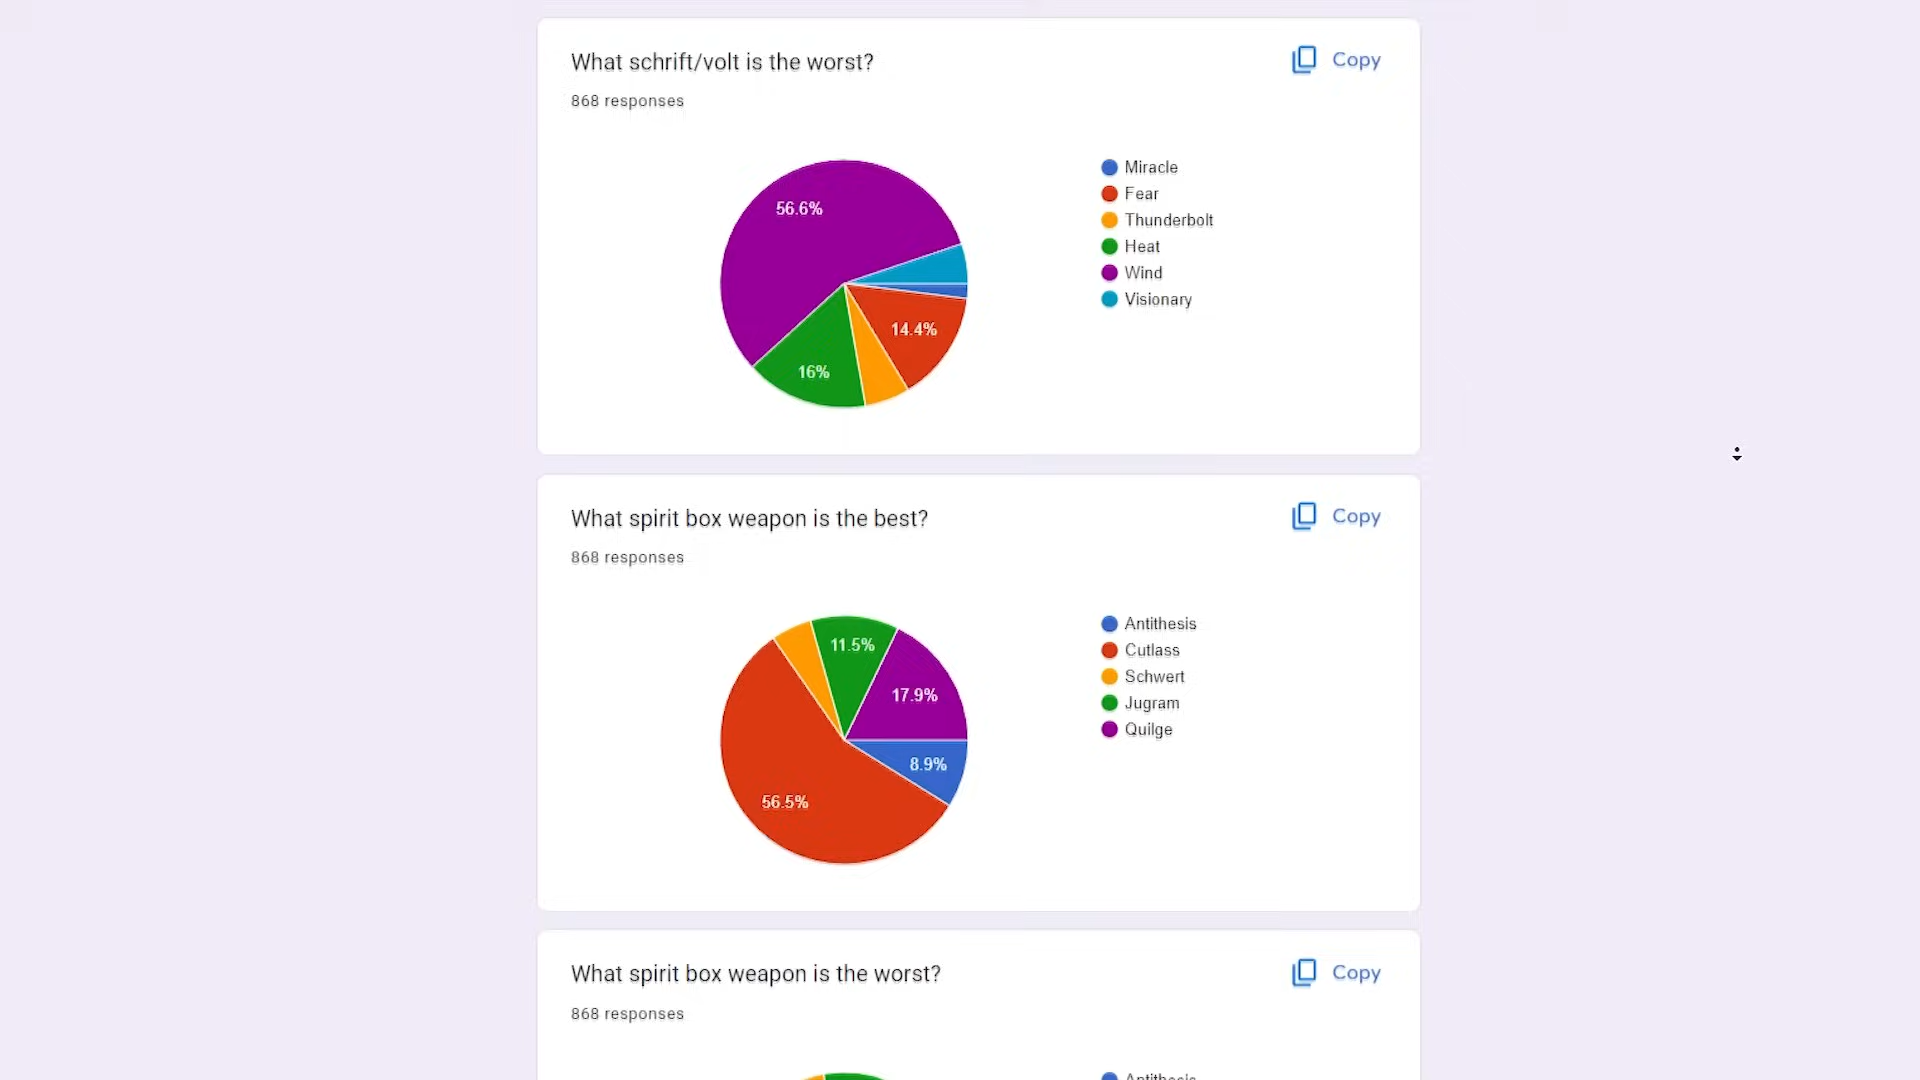 What schrift/volt is the worst?
Copy
868 responses
56.6%
14.4%
16%
Miracle
Fear
Thunderbolt
Heat
Wind
Visionary
What spirit box weapon is the best?
Copy
868 responses
11.5%
17.9%
8.9%
56.5%
Antithesis
Cutlass
Schwert
Jugram
Quilge
What spirit box weapon is the worst?
Copy
868 responses
Antithesis